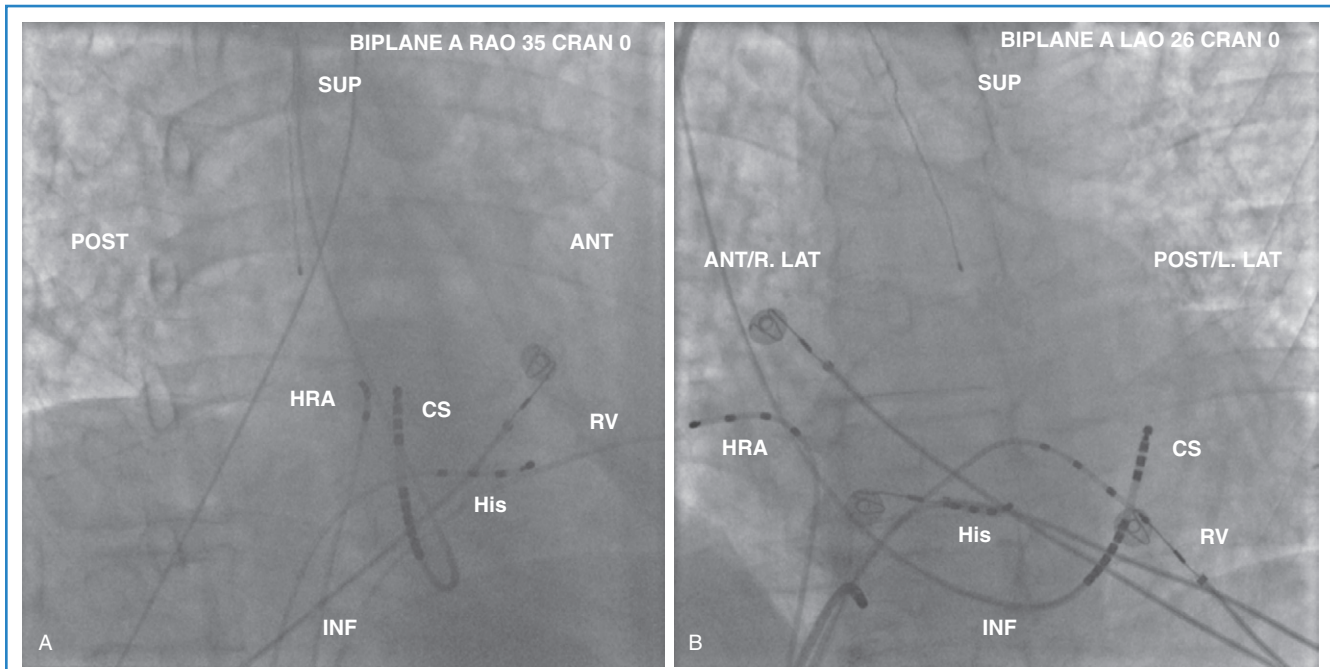 BIPLANE A RAO 35 CRAN 0
SUP
POST
ANT
HRA
CS
RV
His
INF
A
BIPLANE A LAO 26 CRAN 0
SUP
ANT/R. LAT
POST/L. LAT
HRA
CS
His
RV
INF
B